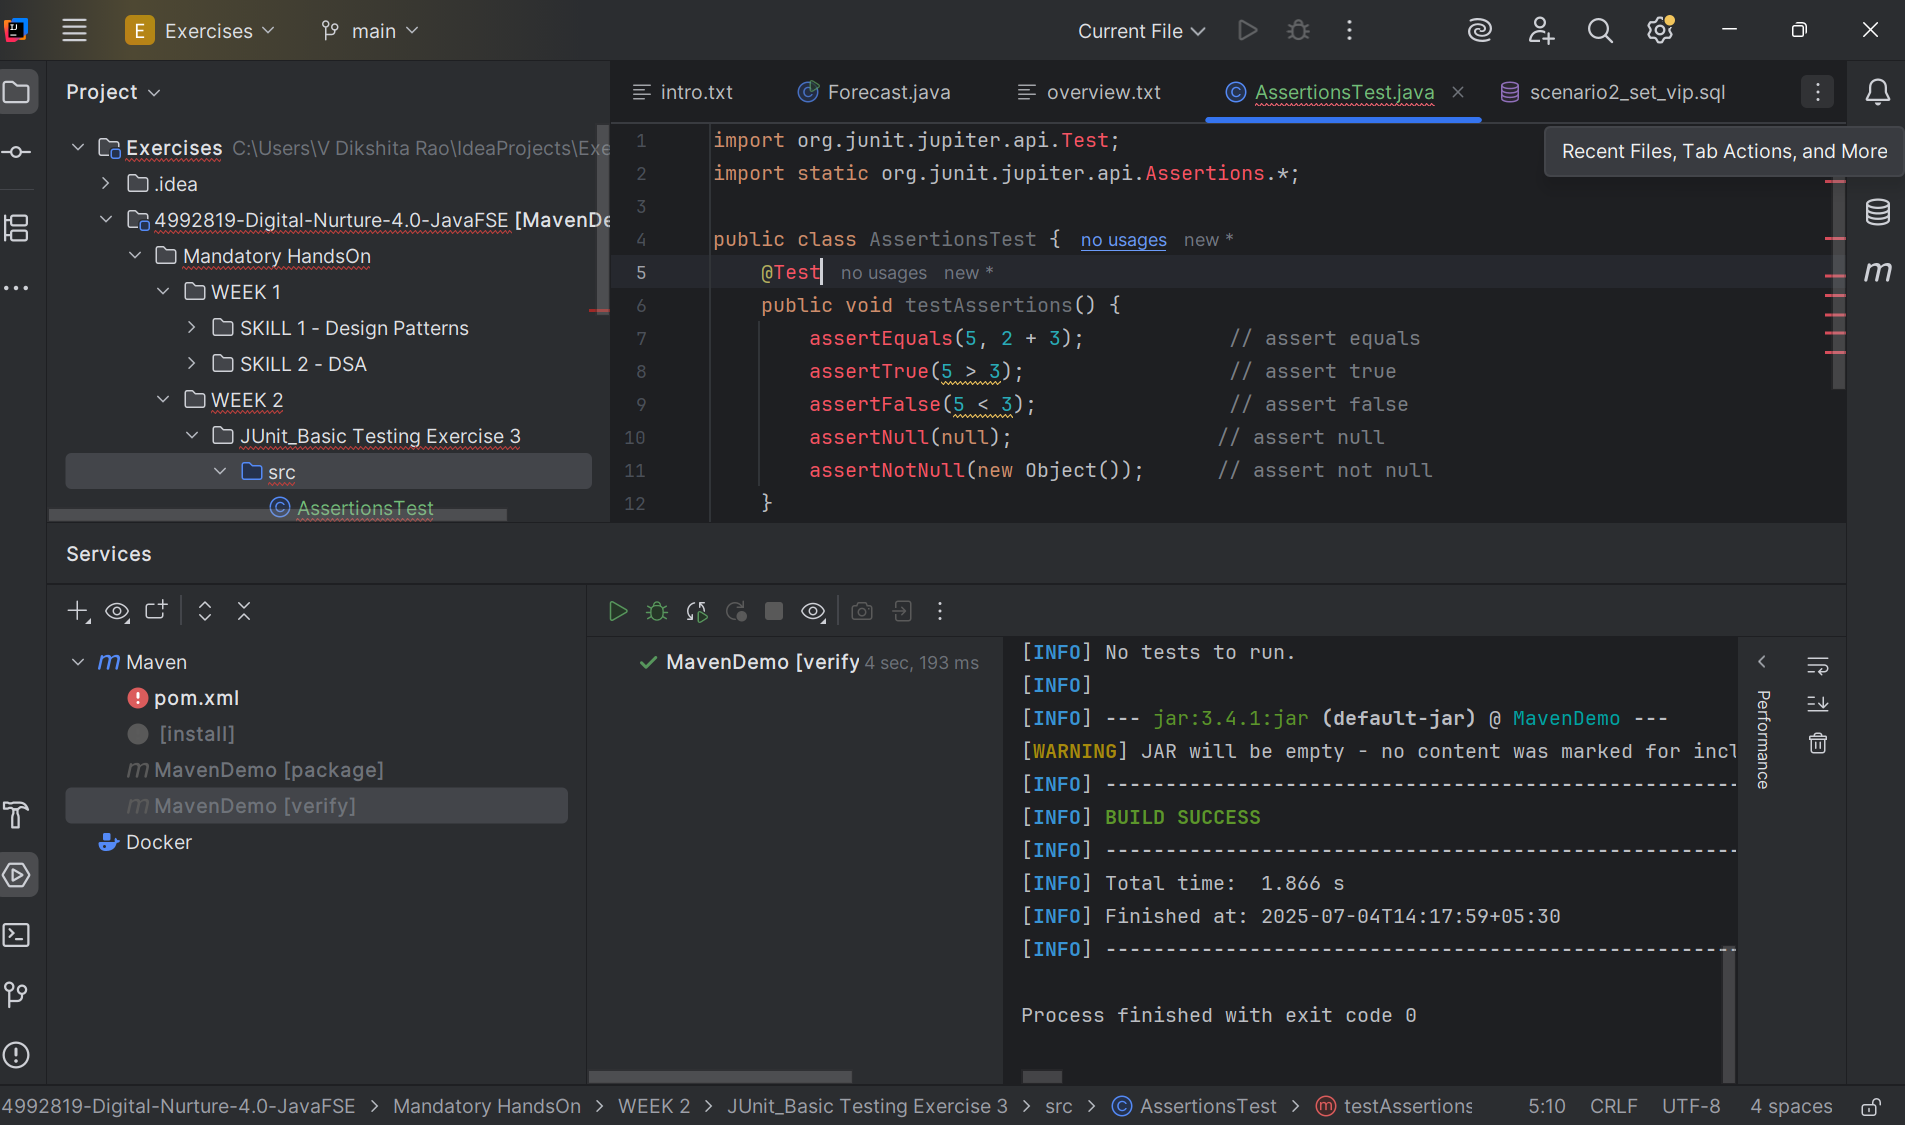 E Exercises main Current File
Project
intro.txt Forecast.java overview.txt AssertionsTest.java scenario2_set_vip.sql
Recent Files, Tab Actions, and More
Exercises C:\Users\V Dikshita Rao\IdeaProjects\Exe
.idea
4992819-Digital-Nurture-4.0-JavaFSE [MavenDe
Mandatory HandsOn
WEEK 1
SKILL 1 - Design Patterns
SKILL 2 - DSA
WEEK 2
JUnit_Basic Testing Exercise 3
src
AssertionsTest
1 import org.junit.jupiter.api.Test;
2 import static org.junit.jupiter.api.Assertions.*;
3
4 public class AssertionsTest { no usages new *
5 @Test no usages new *
6 public void testAssertions() {
7 assertEquals(5, 2 + 3); // assert equals
8 assertTrue(5 > 3); // assert true
9 assertFalse(5 < 3); // assert false
10 assertNull(null); // assert null
11 assertNotNull(new Object()); // assert not null
12 }
Services
Maven
pom.xml
[install]
MavenDemo [package]
MavenDemo [verify]
Docker
MavenDemo [verify 4 sec, 193 ms
[INFO] No tests to run.
[INFO]
[INFO] --- jar:3.4.1:jar (default-jar) @ MavenDemo ---
[WARNING] JAR will be empty - no content was marked for incl
[INFO] -----------------------------------------------------
[INFO] BUILD SUCCESS
[INFO] -----------------------------------------------------
[INFO] Total time:  1.866 s
[INFO] Finished at: 2025-07-04T14:17:59+05:30
[INFO] -----------------------------------------------------
Process finished with exit code 0
Performance
4992819-Digital-Nurture-4.0-JavaFSE > Mandatory HandsOn > WEEK 2 > JUnit_Basic Testing Exercise 3 > src > AssertionsTest > testAssertions 5:10 CRLF UTF-8 4 spaces